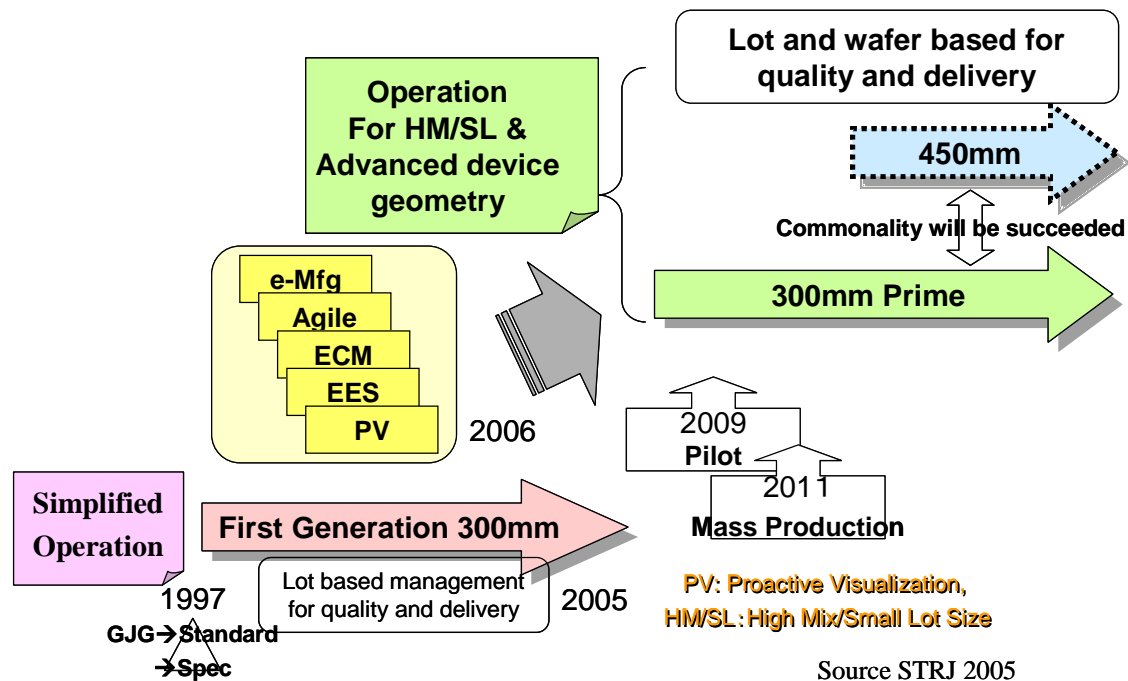 Lot and wafer based for
quality and delivery
Operation
For HM/SL &
Advanced device
geometry
450mm
Commonality will be succeeded
300mm Prime
e-Mfg
Agile
ECM
EES
PV
2006
2009
Pilot
2011
Mass Production
Simplified
Operation
First Generation 300mm
Lot based management
for quality and delivery
1997
2005
GJG→Standard
→Spec
PV: Proactive Visualization,
HM/SL:High Mix/Small Lot Size
Source STRJ 2005